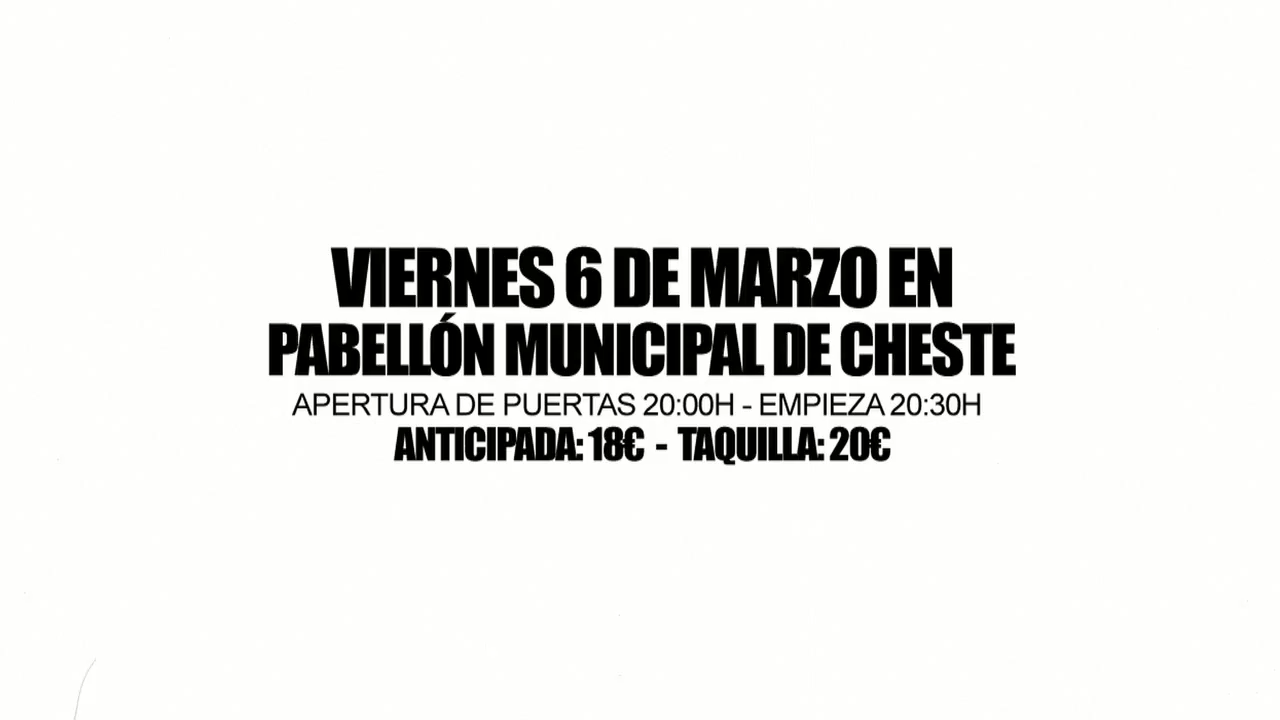 VIERNES 6 DE MARZO EN
PABELLÓN MUNICIPAL DE CHESTE
APERTURA DE PUERTAS 20:00H - EMPIEZA 20:30H
ANTICIPADA: 18€ - TAQUILLA: 20€